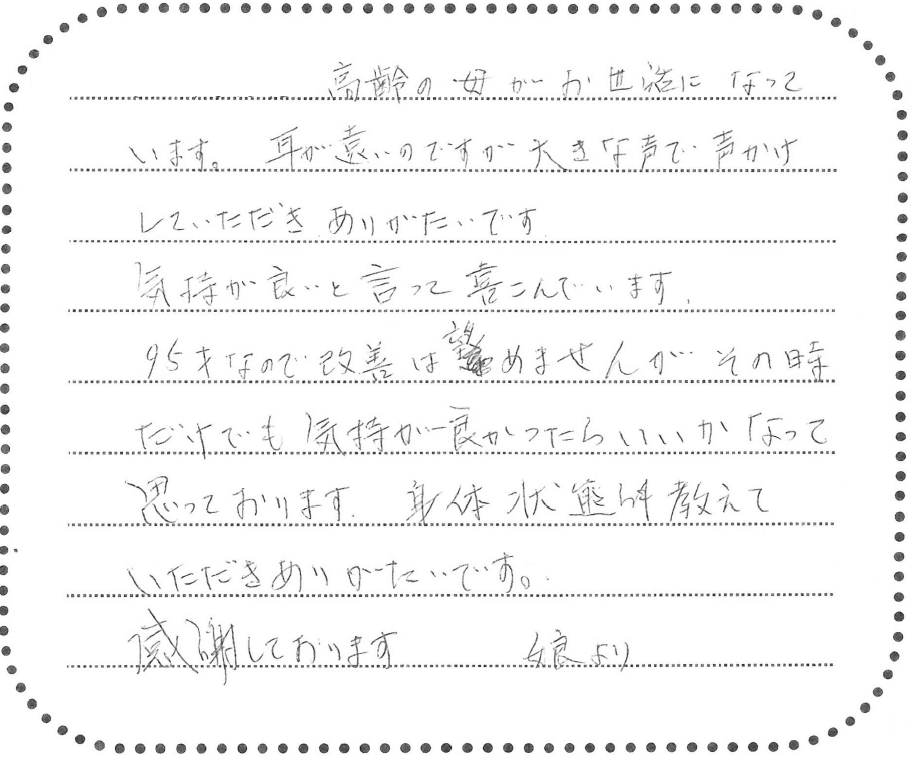 高齢の母がお世話になって
います。耳が遠いのですが大きな声で声かけ
していただきありがたいです
気持が良いと言って喜こんでいます.
95才なので改善は望めませんがその時
だけでも気持が良かったらいいかなって
思っております. 身体状態 教えて
いただきありがたいです。
感謝しております 娘より